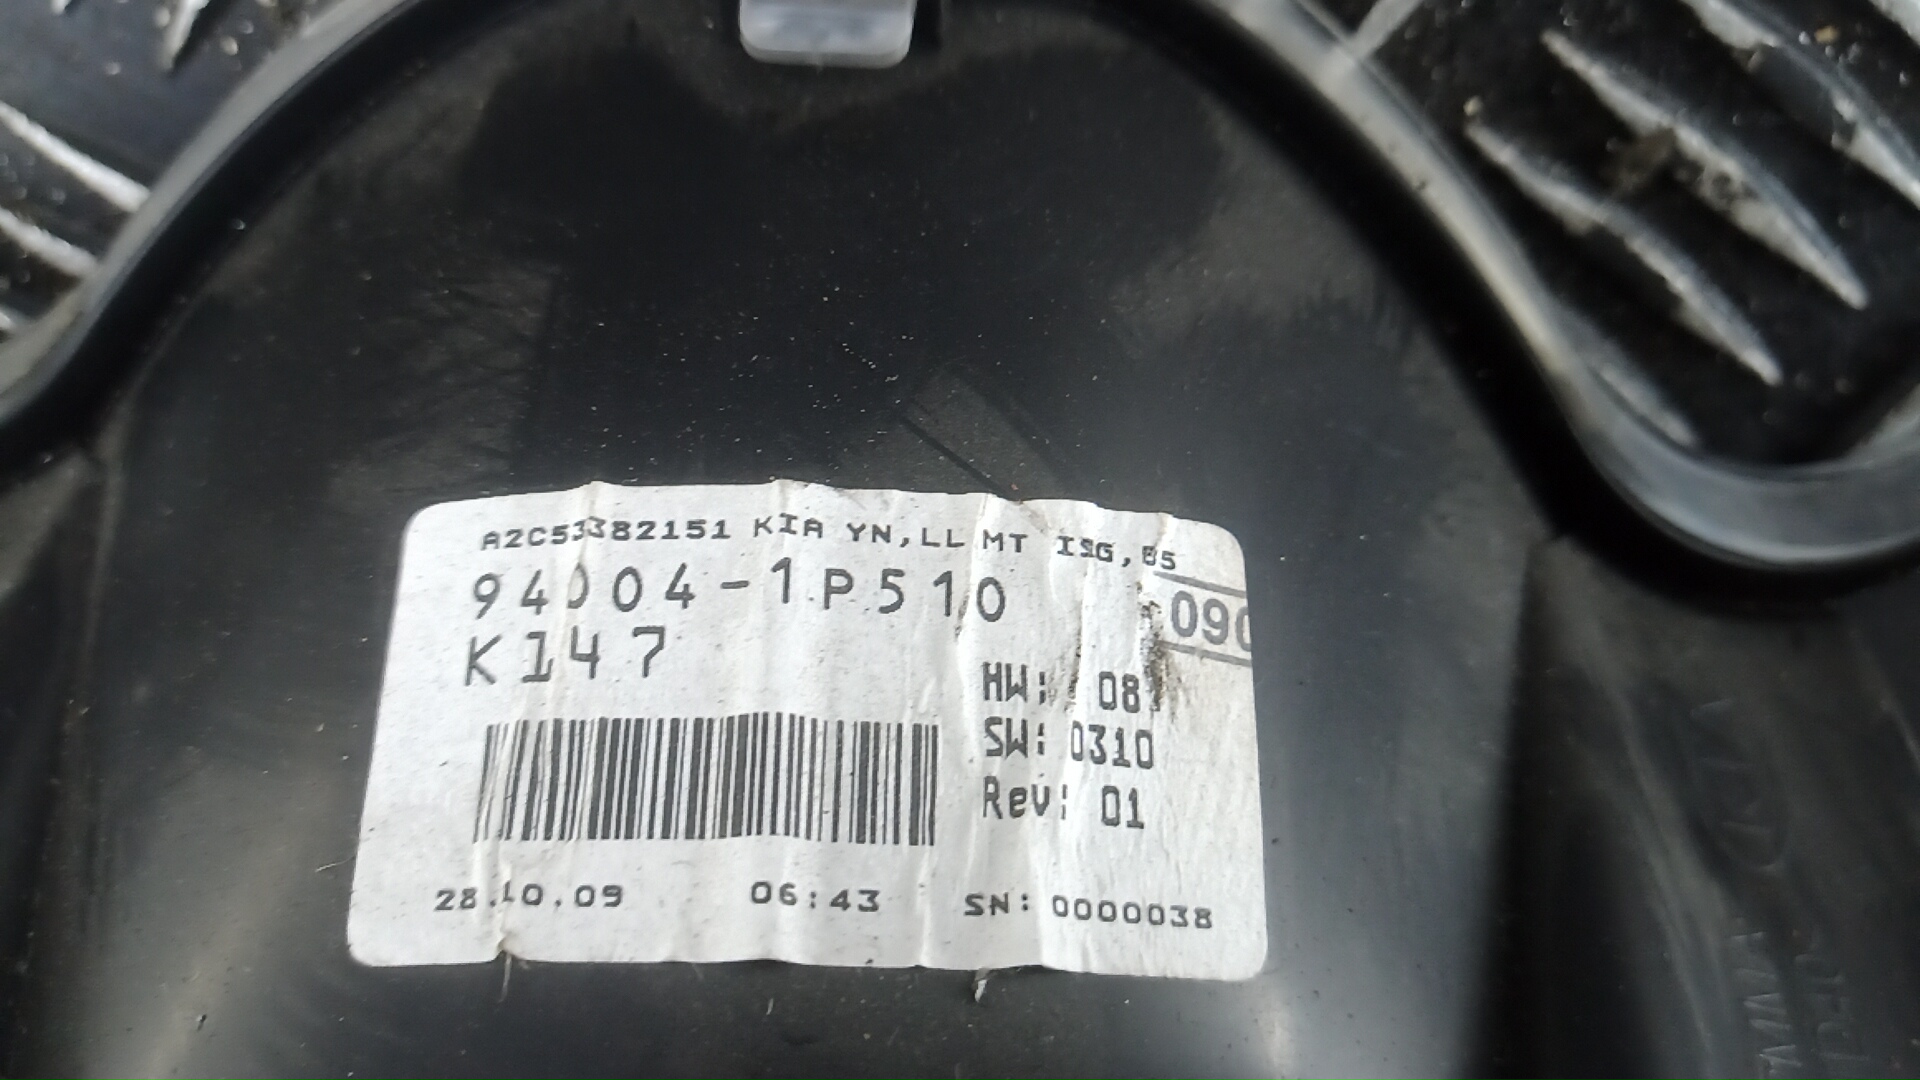 A2C53382151 KIA YN,LL MT ISG,B5
94004-1P510
090
K147
HW: 08
SW: 0310
Rev: 01
28.10.09 06:43 SN: 0000038
VDO